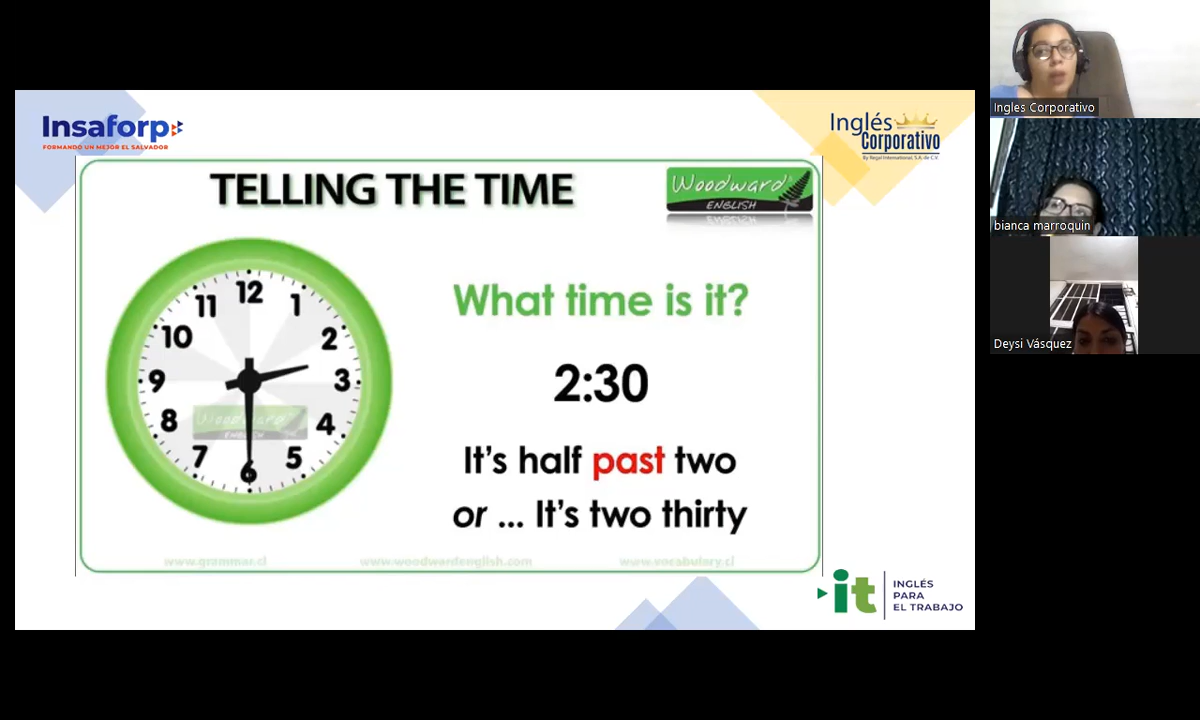 Insaforp
FORMANDO UN MEJOR EL SALVADOR
Inglés
Corporativo
By Regal International, S.A. de C.V.
TELLING THE TIME
Woodward
ENGLISH
12
11
1
10
2
9
3
8
4
7
5
6
Woodward
ENGLISH
What time is it?
2:30
It's half past two
or ... It's two thirty
www.grammar.cl
www.woodwardenglish.com
www.vocabulary.cl
it
INGLÉS
PARA
EL TRABAJO
Ingles Corporativo
bianca marroquin
Deysi Vásquez